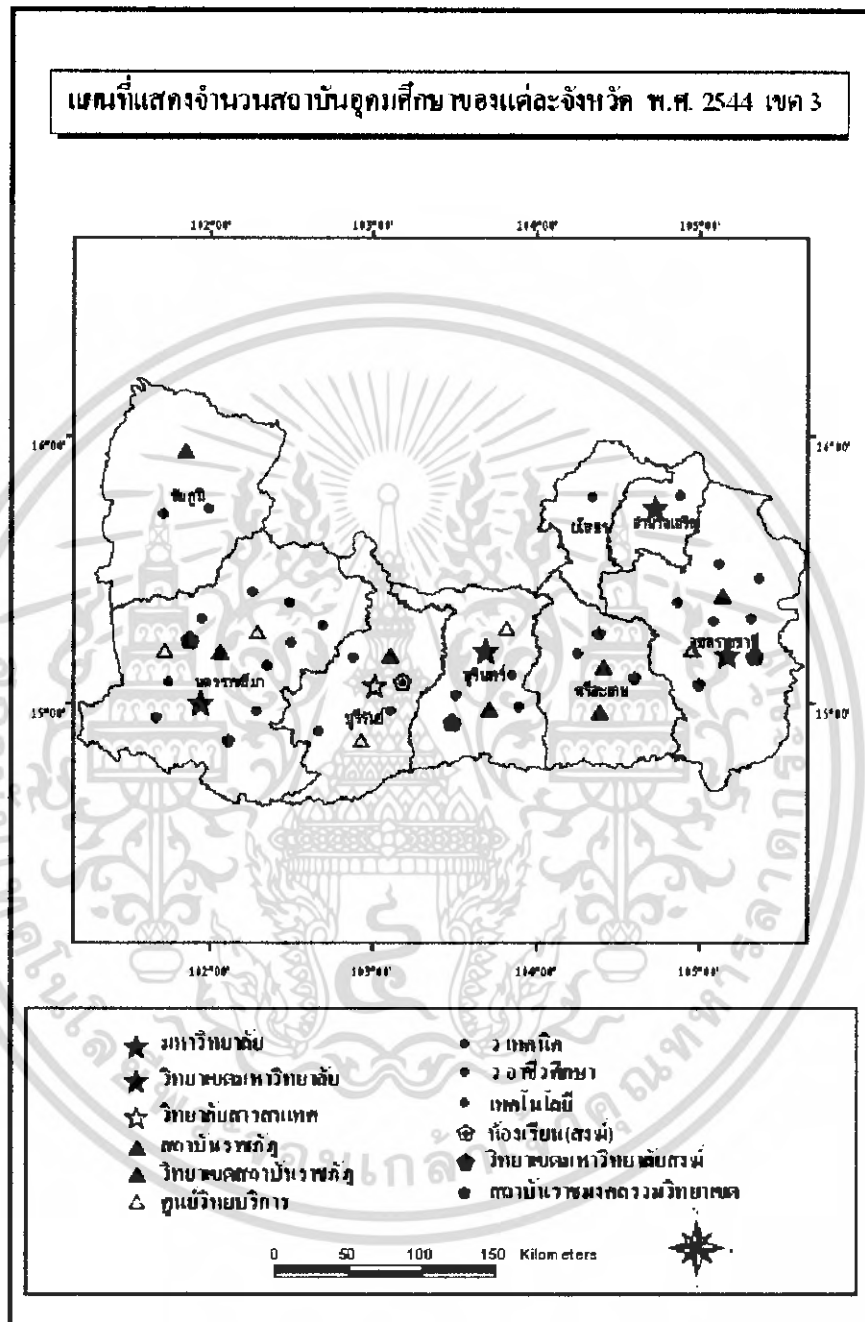 แผนที่แสดงจำนวนสถาบันอุดมศึกษาของแต่ละจังหวัด พ.ศ. 2544 เขต 3
102°00' 103°00' 104°00' 105°00'
16°00' 16°00'
ชัยภูมิ
ยโสธร อำนาจเจริญ
อุบลราชธานี
นครราชสีมา สุรินทร์ ศรีสะเกษ
บุรีรัมย์
15°00' 15°00'
102°00' 103°00' 104°00' 105°00'
มหาวิทยาลัย
วิทยาเขตมหาวิทยาลัย
วิทยาลัยสารสนเทศ
สถาบันราชภัฏ
วิทยาเขตสถาบันราชภัฏ
ศูนย์วิทยบริการ
ว เทคนิค
ว อาชีวศึกษา
เทคโนโลยี
ห้องเรียน(สงฆ์)
วิทยาเขตมหาวิทยาลัยสงฆ์
สถาบันราชมงคลรวมวิทยาเขต
0 50 100 150 Kilometers